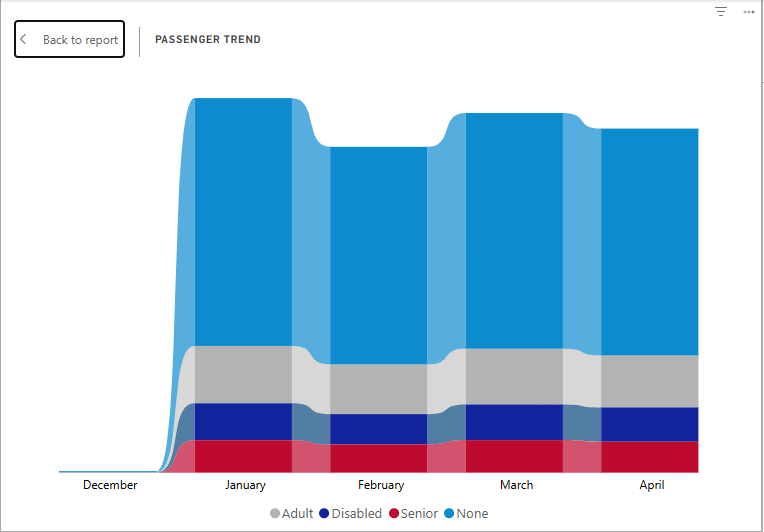 Back to report
PASSENGER TREND
December January February March April
Adult Disabled Senior None